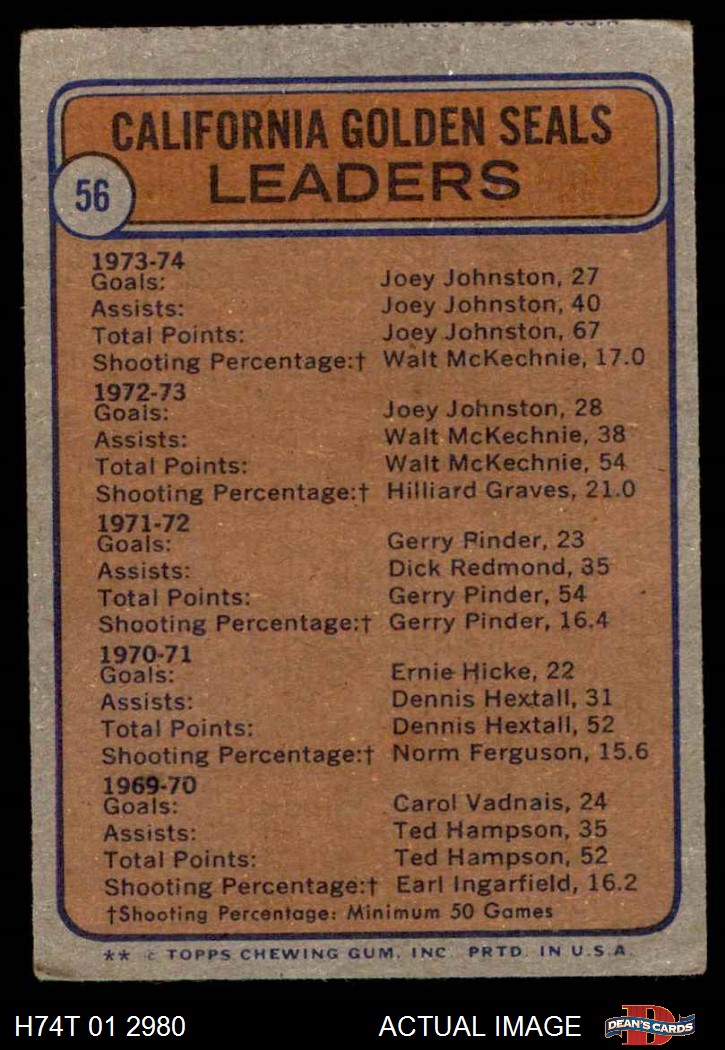 CALIFORNIA GOLDEN SEALS
LEADERS
56
1973-74
Goals: Joey Johnston, 27
Assists: Joey Johnston, 40
Total Points: Joey Johnston, 67
Shooting Percentage:† Walt McKechnie, 17.0
1972-73
Goals: Joey Johnston, 28
Assists: Walt McKechnie, 38
Total Points: Walt McKechnie, 54
Shooting Percentage:† Hilliard Graves, 21.0
1971-72
Goals: Gerry Pinder, 23
Assists: Dick Redmond, 35
Total Points: Gerry Pinder, 54
Shooting Percentage:† Gerry Pinder, 16.4
1970-71
Goals: Ernie Hicke, 22
Assists: Dennis Hextall, 31
Total Points: Dennis Hextall, 52
Shooting Percentage:† Norm Ferguson, 15.6
1969-70
Goals: Carol Vadnais, 24
Assists: Ted Hampson, 35
Total Points: Ted Hampson, 52
Shooting Percentage:† Earl Ingarfield, 16.2
†Shooting Percentage: Minimum 50 Games
** © TOPPS CHEWING GUM, INC. PRTD. IN U.S.A.
H74T 01 2980 ACTUAL IMAGE
D
DEAN'S CARDS